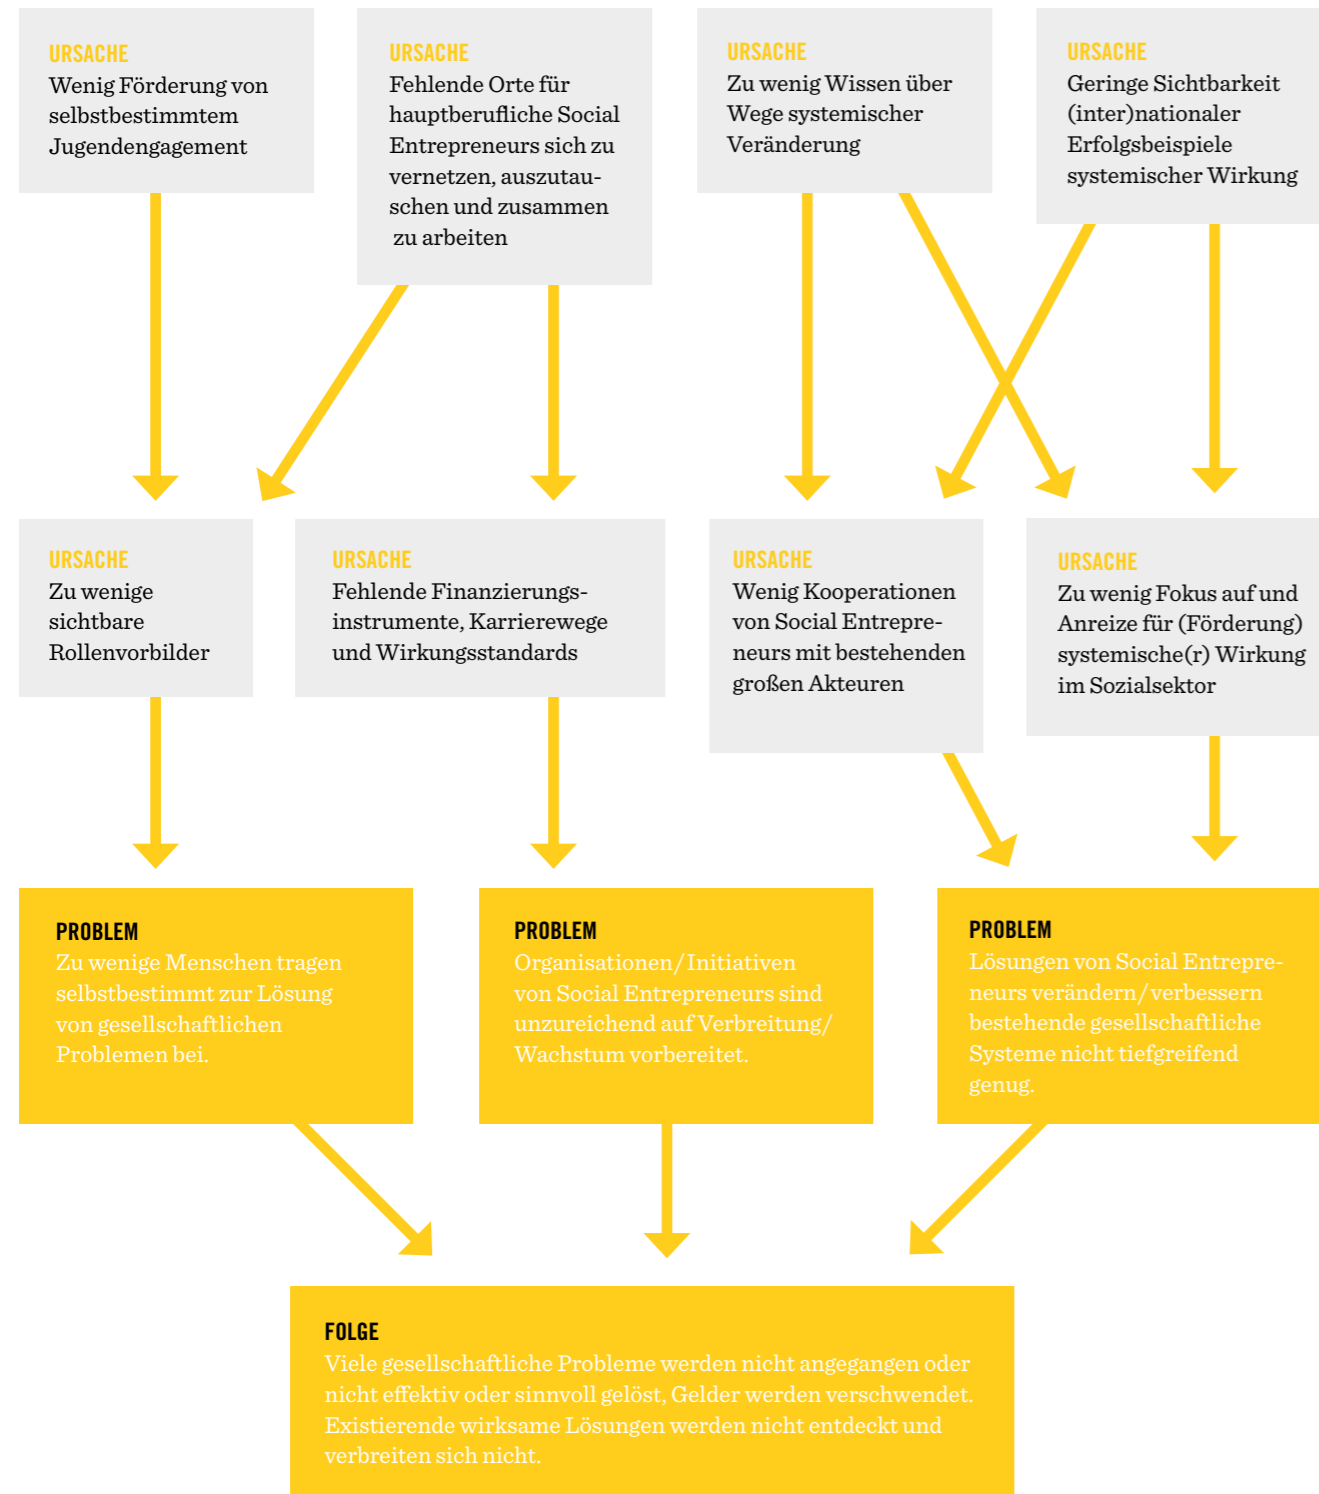 URSACHE
Wenig Förderung von
selbstbestimmtem
Jugendengagement
URSACHE
Fehlende Orte für
hauptberufliche Social
Entrepreneurs sich zu
vernetzen, auszutau-
schen und zusammen
zu arbeiten
URSACHE
Zu wenig Wissen über
Wege systemischer
Veränderung
URSACHE
Geringe Sichtbarkeit
(inter)nationaler
Erfolgsbeispiele
systemischer Wirkung
URSACHE
Zu wenige
sichtbare
Rollenvorbilder
URSACHE
Fehlende Finanzierungs-
instrumente, Karrierewege
und Wirkungsstandards
URSACHE
Wenig Kooperationen
von Social Entrepre-
neurs mit bestehenden
großen Akteuren
URSACHE
Zu wenig Fokus auf und
Anreize für (Förderung)
systemische(r) Wirkung
im Sozialsektor
PROBLEM
Zu wenige Menschen tragen
selbstbestimmt zur Lösung
von gesellschaftlichen
Problemen bei.
PROBLEM
Organisationen/Initiativen
von Social Entrepreneurs sind
unzureichend auf Verbreitung/
Wachstum vorbereitet.
PROBLEM
Lösungen von Social Entrepre-
neurs verändern/verbessern
bestehende gesellschaftliche
Systeme nicht tiefgreifend
genug.
FOLGE
Viele gesellschaftliche Probleme werden nicht angegangen oder
nicht effektiv oder sinnvoll gelöst, Gelder werden verschwendet.
Existierende wirksame Lösungen werden nicht entdeckt und
verbreiten sich nicht.